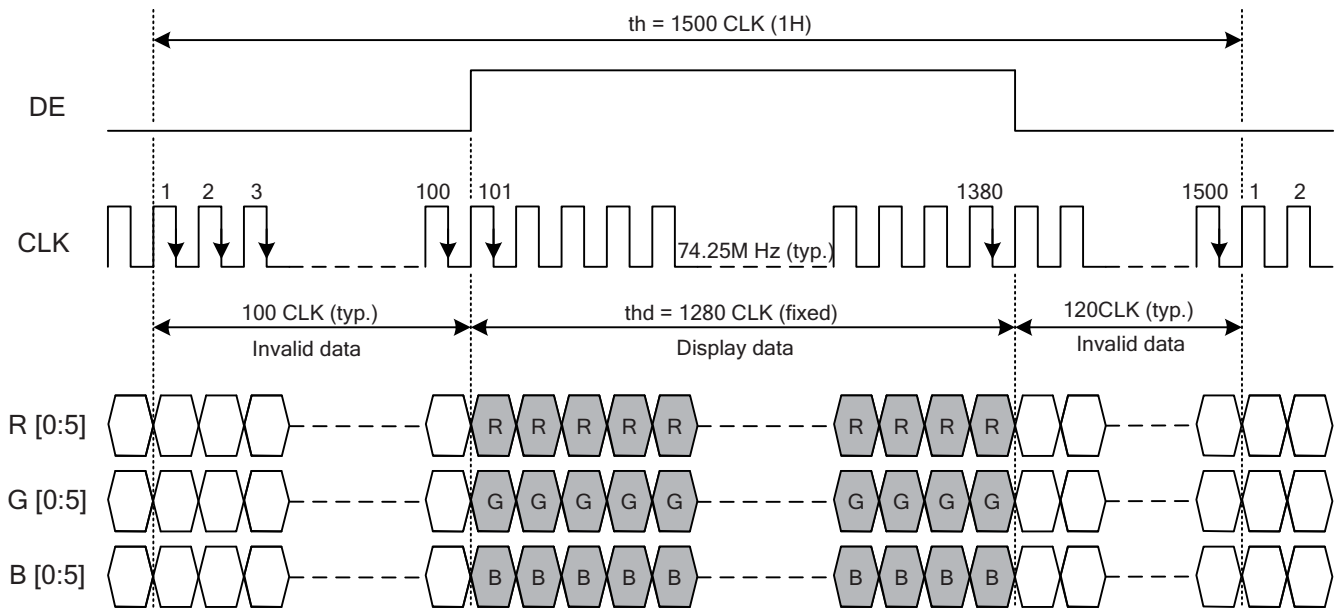 th = 1500 CLK (1H)
DE
1 2 3 100 101 1380 1500 1 2
CLK
74.25M Hz (typ.)
100 CLK (typ.) thd = 1280 CLK (fixed) 120CLK (typ.)
Invalid data Display data Invalid data
R [0:5] R R R R R R R R R
G [0:5] G G G G G G G G G
B [0:5] B B B B B B B B B